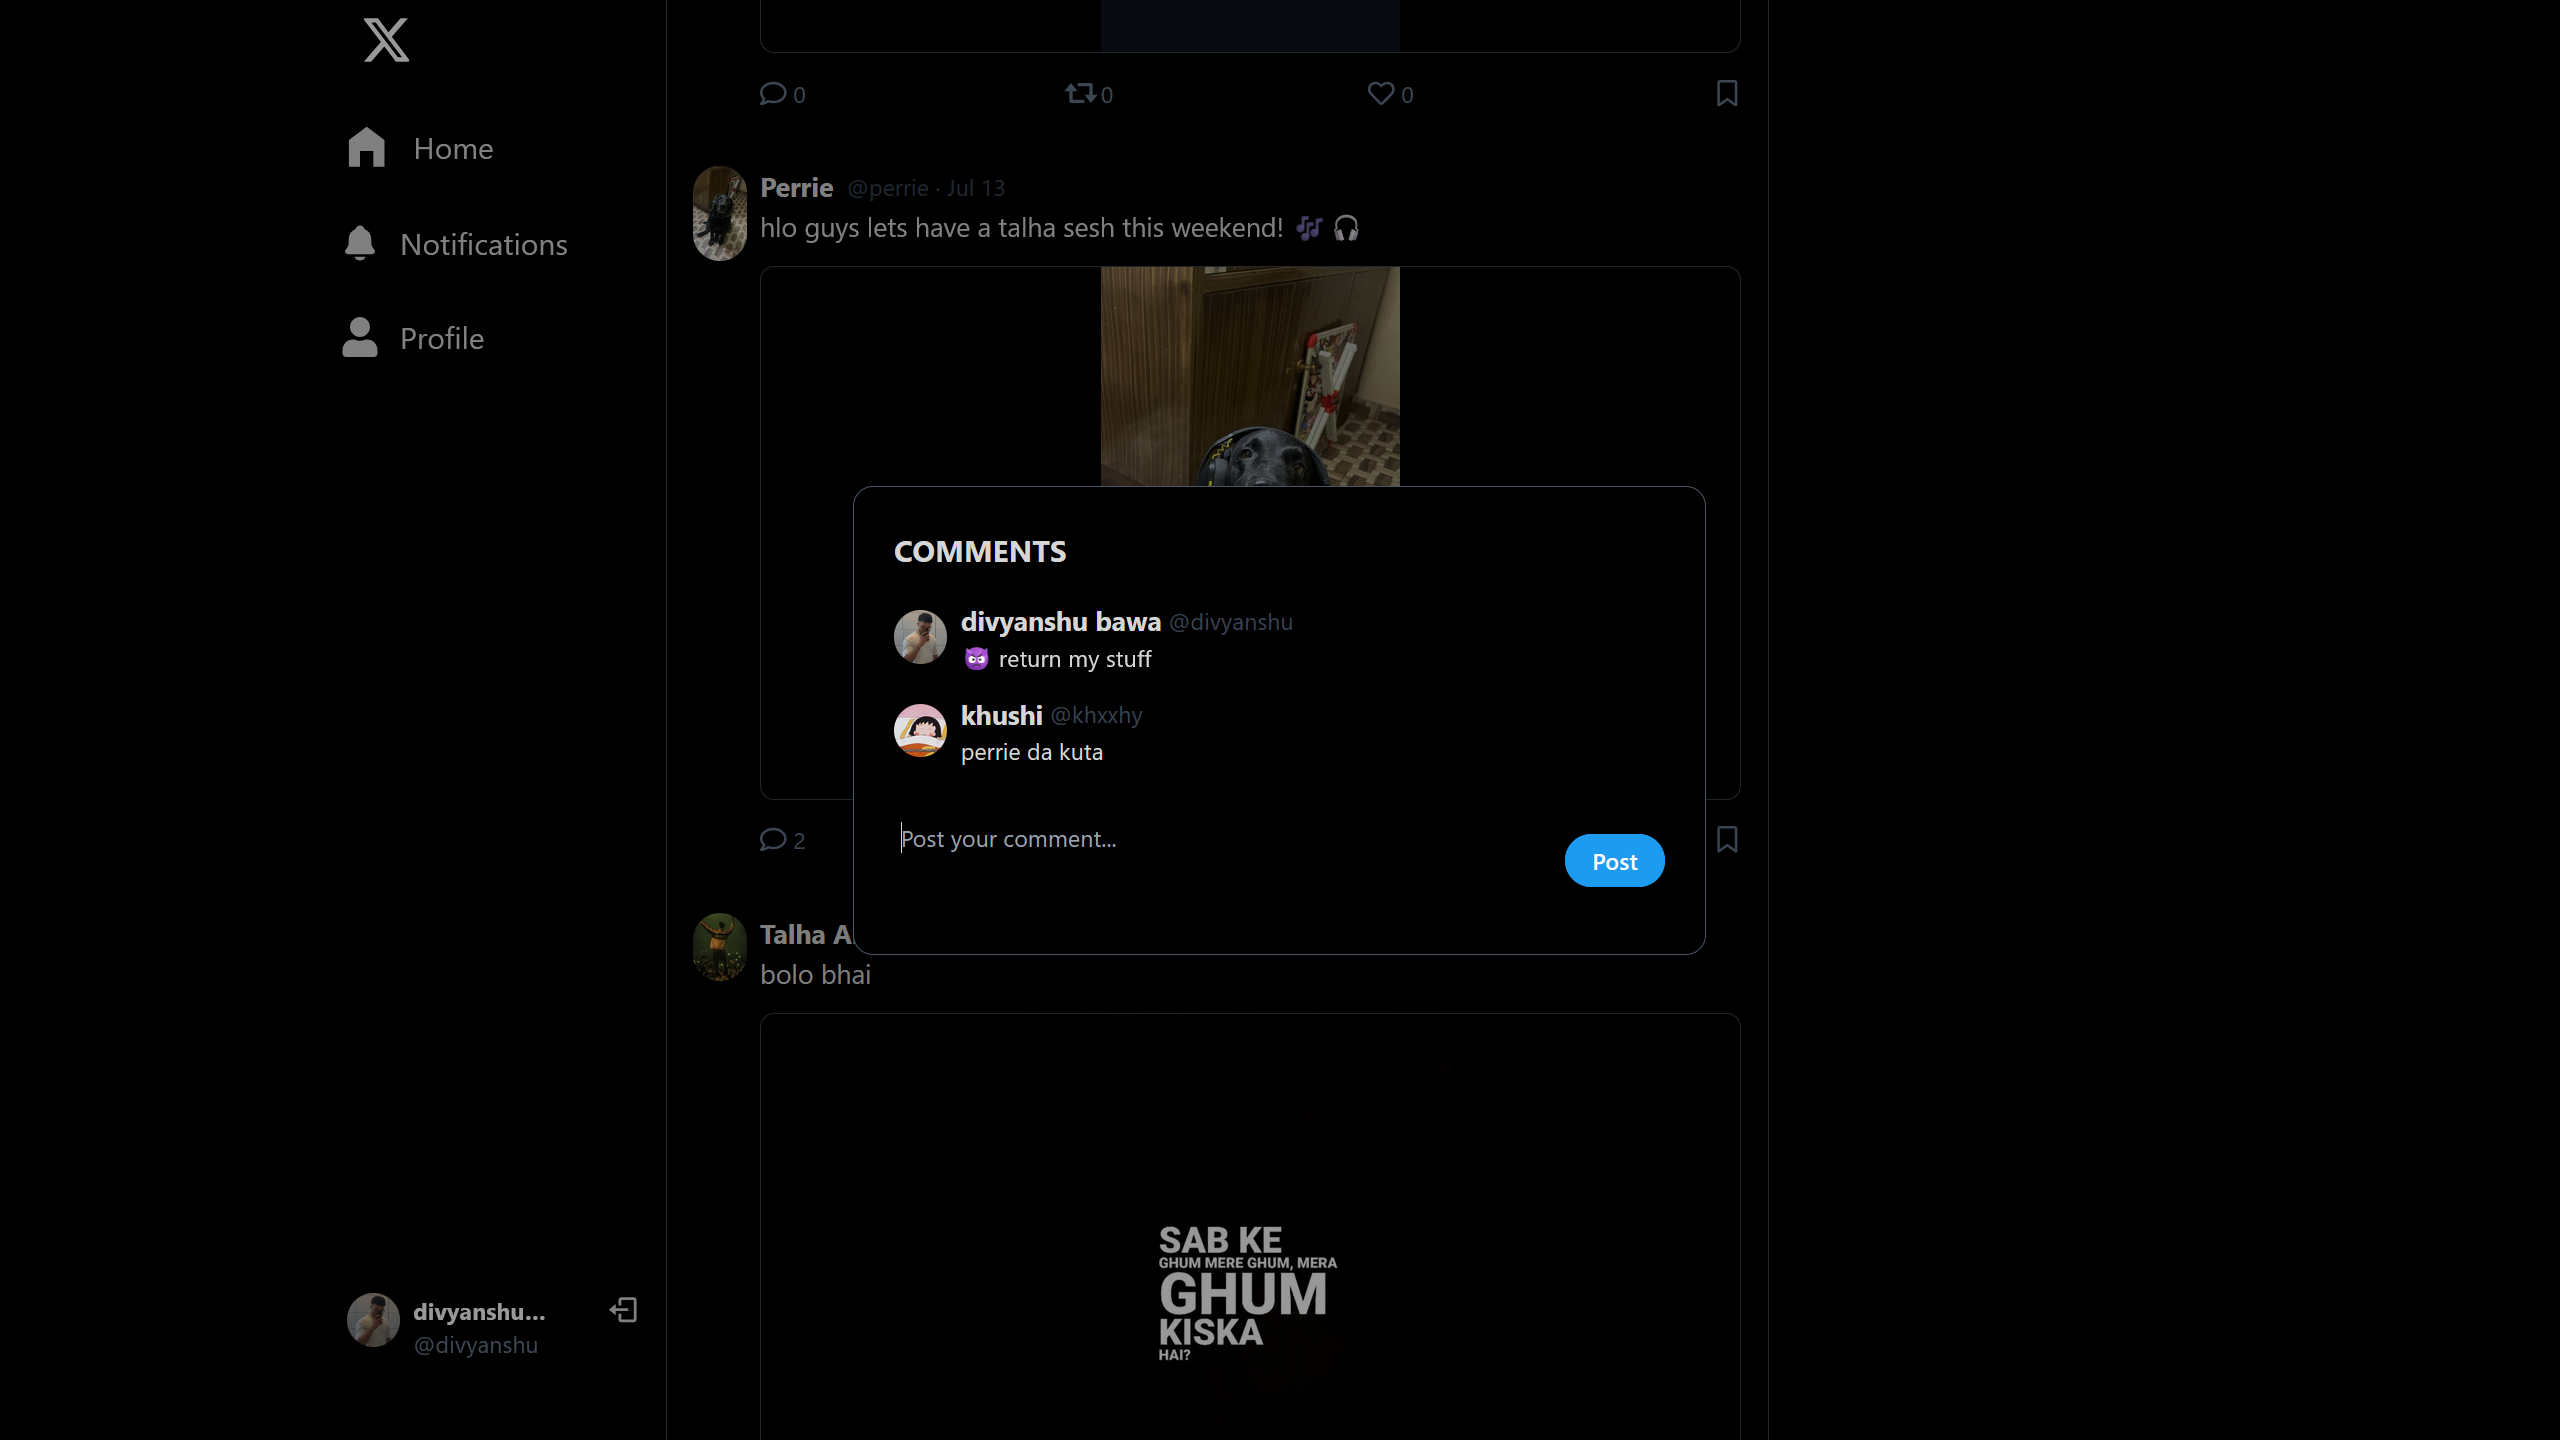 Home
Notifications
Profile
divyanshu...
@divyanshu
0 0 0
Perrie @perrie · Jul 13
hlo guys lets have a talha sesh this weekend! 🎶 🎧
COMMENTS
divyanshu bawa @divyanshu
👿 return my stuff
khushi @khxxhy
perrie da kuta
Post your comment...
Post
2
Talha
bolo bhai
SAB KE
GHUM MERE GHUM, MERA
GHUM
KISKA
HAI?